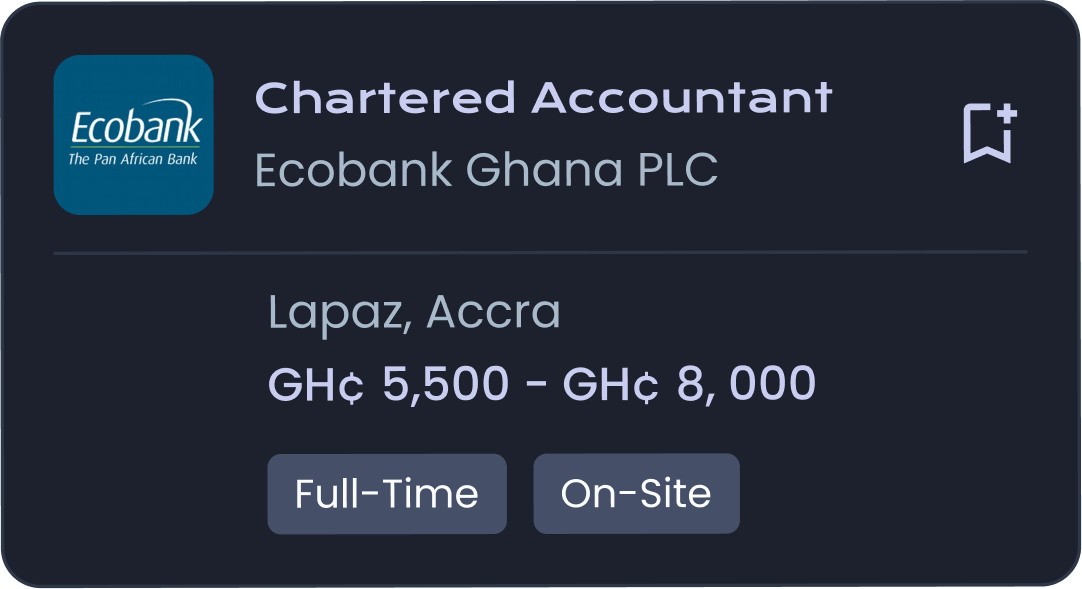 Ecobank
The Pan African Bank
Chartered Accountant
Ecobank Ghana PLC
Lapaz, Accra
GH¢ 5,500 - GH¢ 8, 000
Full-Time
On-Site